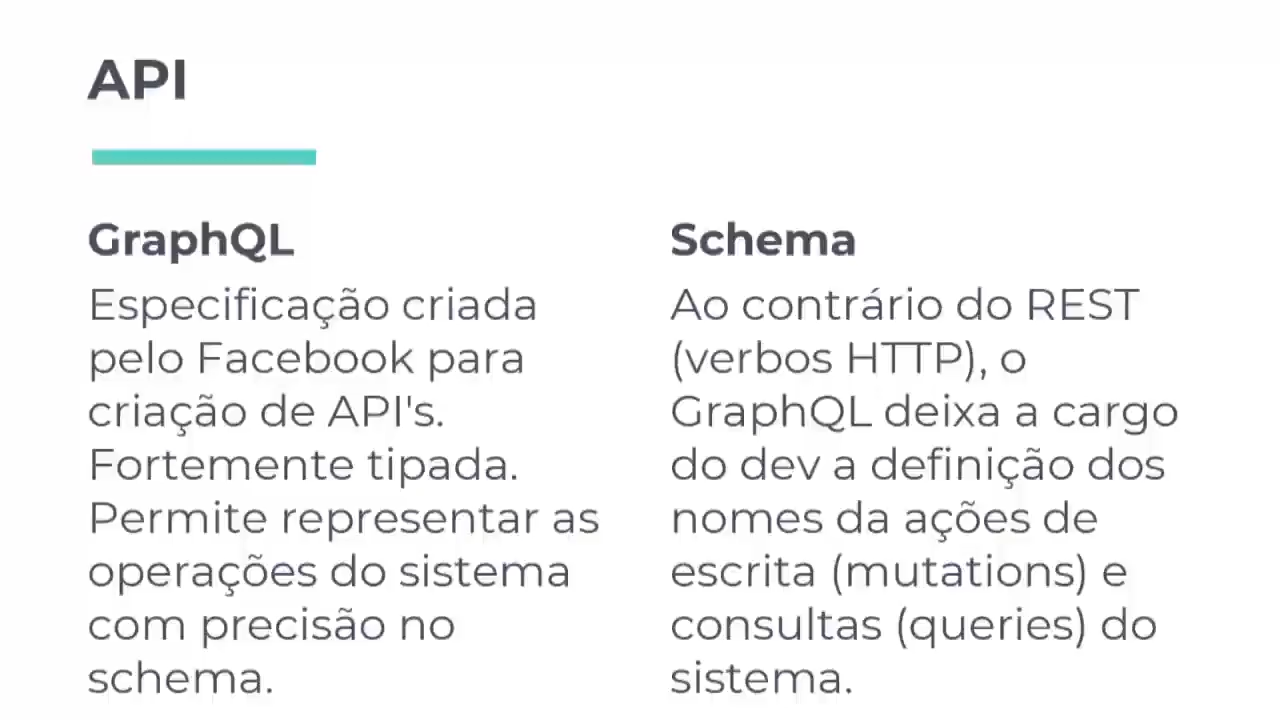 API
GraphQL
Especificação criada
pelo Facebook para
criação de API's.
Fortemente tipada.
Permite representar as
operações do sistema
com precisão no
schema.
Schema
Ao contrário do REST
(verbos HTTP), o
GraphQL deixa a cargo
do dev a definição dos
nomes da ações de
escrita (mutations) e
consultas (queries) do
sistema.